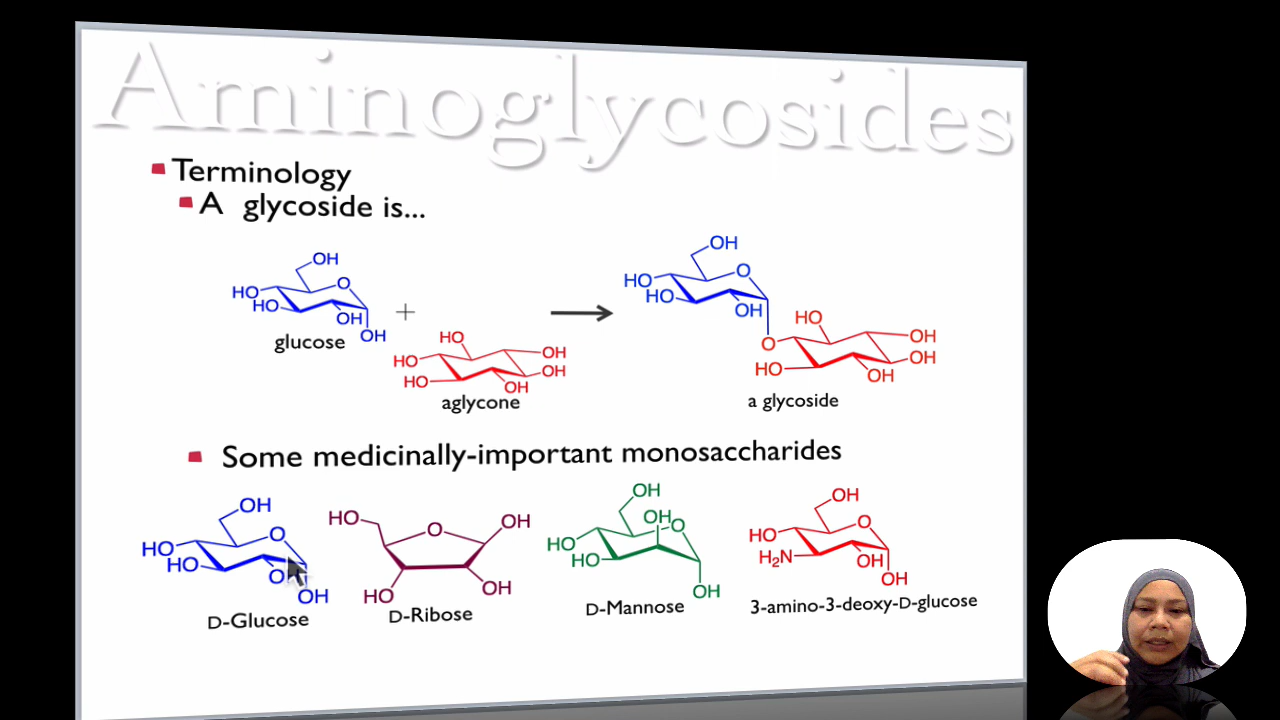 Aminoglycosides
Terminology
A glycoside is...
OH
HO
HO
O
OH
OH
glucose
+
HO
HO
HO
OH
OH
OH
aglycone
OH
HO
HO
O
OH
O
HO
HO
OH
OH
OH
a glycoside
Some medicinally-important monosaccharides
OH
HO
HO
O
O
OH
D-Glucose
HO
O
OH
HO
OH
D-Ribose
OH
OH
O
HO
HO
OH
D-Mannose
OH
HO
O
H₂N
OH
OH
3-amino-3-deoxy-D-glucose